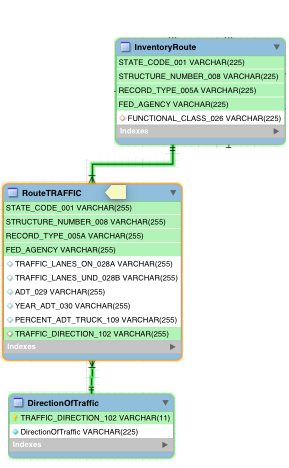 InventoryRoute
STATE_CODE_001 VARCHAR(225)
STRUCTURE_NUMBER_008 VARCHAR(225)
RECORD_TYPE_005A VARCHAR(225)
FED_AGENCY VARCHAR(225)
FUNCTIONAL_CLASS_026 VARCHAR(225)
Indexes
RouteTRAFFIC
STATE_CODE_001 VARCHAR(255)
STRUCTURE_NUMBER_008 VARCHAR(255)
RECORD_TYPE_005A VARCHAR(255)
FED_AGENCY VARCHAR(255)
TRAFFIC_LANES_ON_028A VARCHAR(255)
TRAFFIC_LANES_UND_028B VARCHAR(255)
ADT_029 VARCHAR(255)
YEAR_ADT_030 VARCHAR(255)
PERCENT_ADT_TRUCK_109 VARCHAR(255)
TRAFFIC_DIRECTION_102 VARCHAR(255)
Indexes
DirectionOfTraffic
TRAFFIC_DIRECTION_102 VARCHAR(11)
DirectionOfTraffic VARCHAR(225)
Indexes